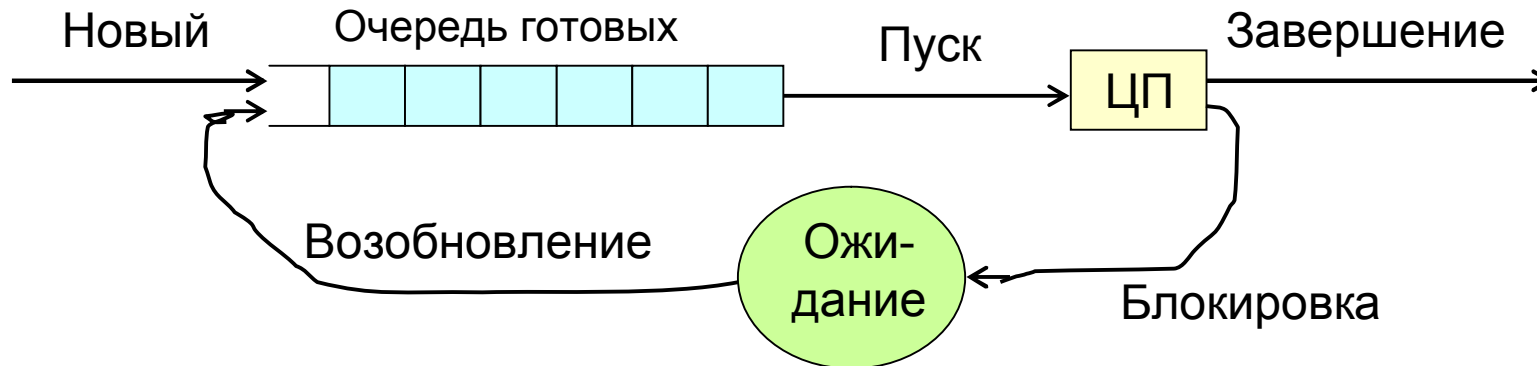 Новый
Очередь готовых
Пуск
Завершение
ЦП
Возобновление
Ожи-
дание
Блокировка